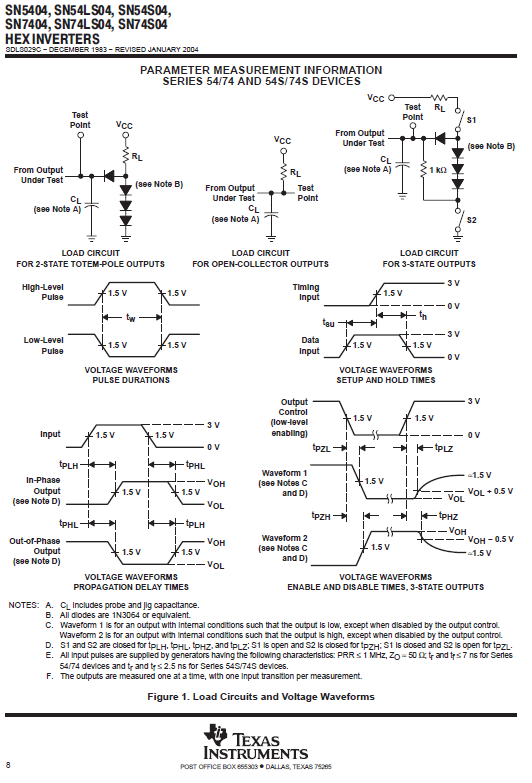 SN5404, SN54LS04, SN54S04,
SN7404, SN74LS04, SN74S04
HEX INVERTERS
SDLS029C – DECEMBER 1983 – REVISED JANUARY 2004
PARAMETER MEASUREMENT INFORMATION
SERIES 54/74 AND 54S/74S DEVICES
Test
Point
VCC
RL
From Output
Under Test
CL
(see Note A)
(see Note B)
LOAD CIRCUIT
FOR 2-STATE TOTEM-POLE OUTPUTS
VCC
RL
From Output
Under Test
Test
Point
CL
(see Note A)
LOAD CIRCUIT
FOR OPEN-COLLECTOR OUTPUTS
VCC
RL
Test
Point
S1
From Output
Under Test
CL
(see Note A)
1 kΩ
(see Note B)
S2
LOAD CIRCUIT
FOR 3-STATE OUTPUTS
High-Level
Pulse
1.5 V
1.5 V
tw
Low-Level
Pulse
1.5 V
1.5 V
VOLTAGE WAVEFORMS
PULSE DURATIONS
Timing
Input
1.5 V
3 V
0 V
tsu
th
Data
Input
1.5 V
1.5 V
3 V
0 V
VOLTAGE WAVEFORMS
SETUP AND HOLD TIMES
Input
1.5 V
1.5 V
3 V
0 V
tPLH
tPHL
In-Phase
Output
(see Note D)
1.5 V
1.5 V
VOH
VOL
tPHL
tPLH
Out-of-Phase
Output
(see Note D)
1.5 V
1.5 V
VOH
VOL
VOLTAGE WAVEFORMS
PROPAGATION DELAY TIMES
Output
Control
(low-level
enabling)
1.5 V
1.5 V
3 V
0 V
tPZL
tPLZ
Waveform 1
(see Notes C
and D)
1.5 V
≈1.5 V
VOL + 0.5 V
VOL
tPZH
tPHZ
Waveform 2
(see Notes C
and D)
1.5 V
VOH
VOH – 0.5 V
≈1.5 V
VOLTAGE WAVEFORMS
ENABLE AND DISABLE TIMES, 3-STATE OUTPUTS
NOTES: A. CL includes probe and jig capacitance.
B. All diodes are 1N3064 or equivalent.
C. Waveform 1 is for an output with internal conditions such that the output is low, except when disabled by the output control.
Waveform 2 is for an output with internal conditions such that the output is high, except when disabled by the output control.
D. S1 and S2 are closed for tPLH, tPHL, tPHZ, and tPLZ; S1 is open and S2 is closed for tPZH; S1 is closed and S2 is open for tPZL.
E. All input pulses are supplied by generators having the following characteristics: PRR ≤ 1 MHz, ZO ≈ 50 Ω; tr and tf ≤ 7 ns for Series
54/74 devices and tr and tf ≤ 2.5 ns for Series 54S/74S devices.
F. The outputs are measured one at a time, with one input transition per measurement.
Figure 1. Load Circuits and Voltage Waveforms
TEXAS
INSTRUMENTS
8
POST OFFICE BOX 655303 ● DALLAS, TEXAS 75265